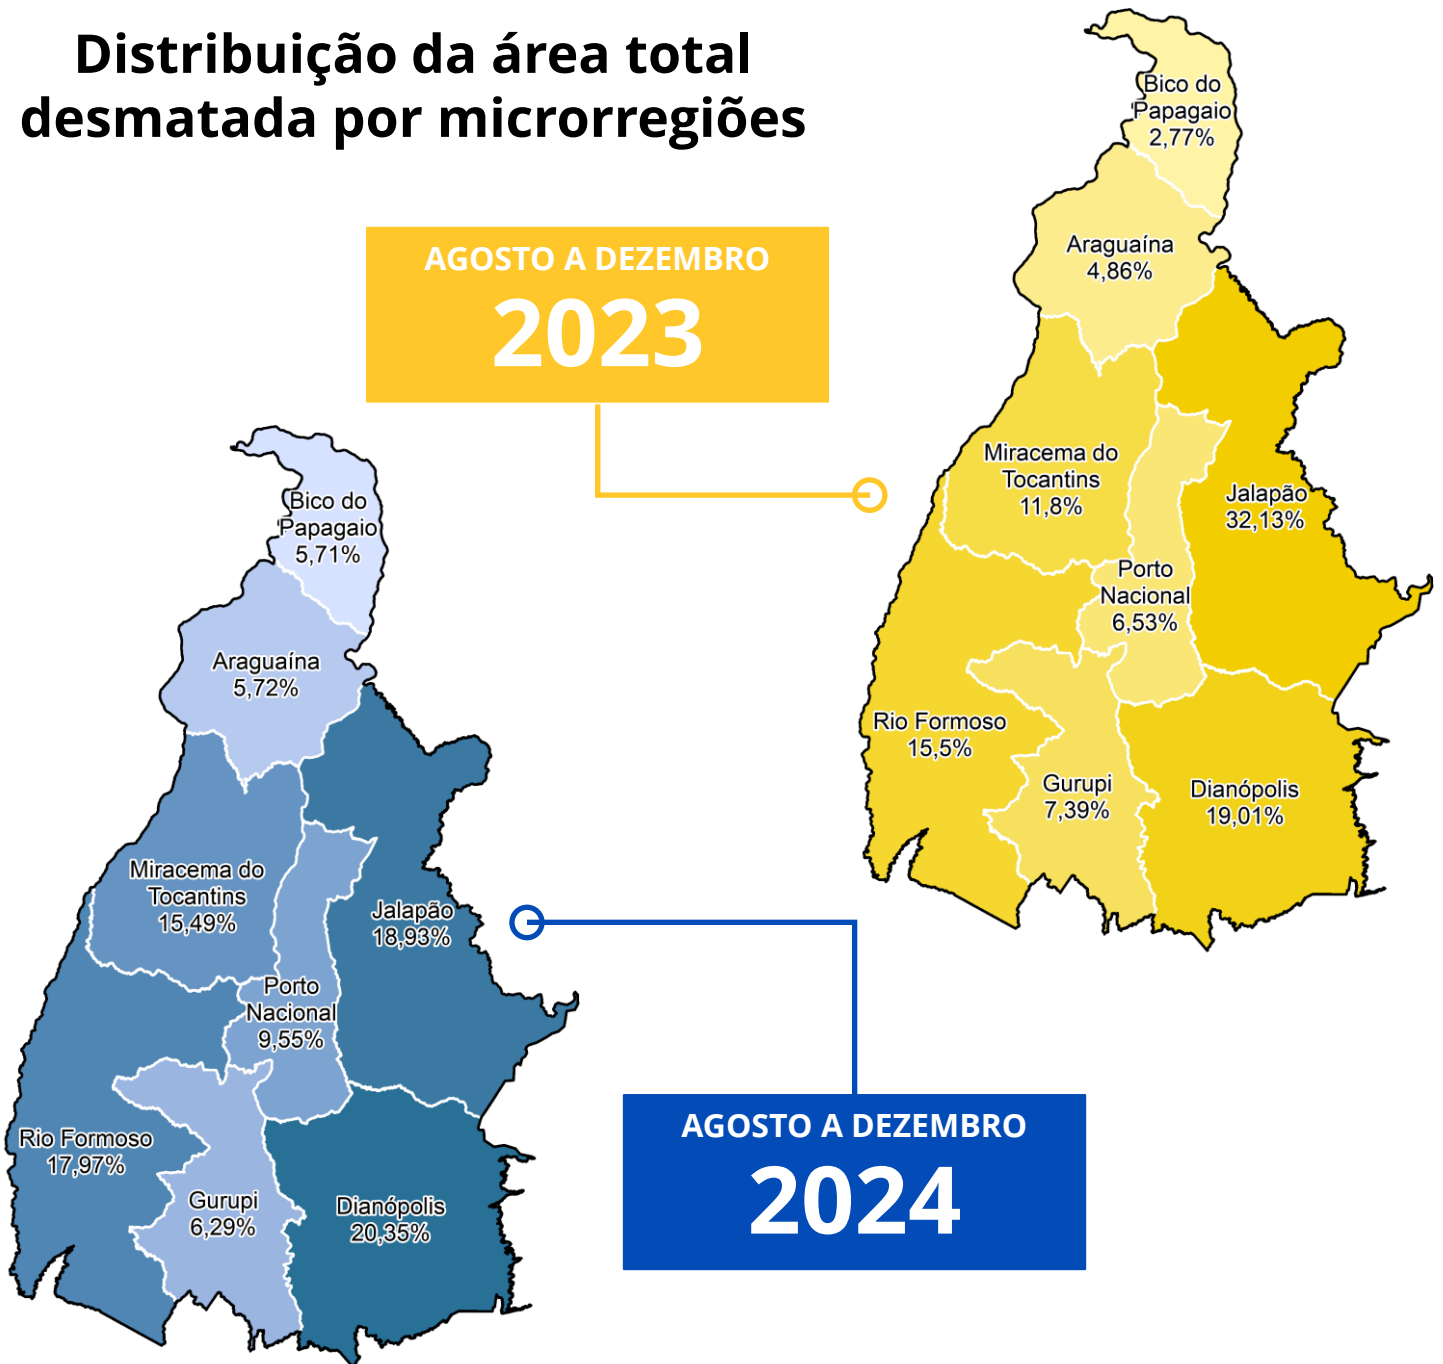 Distribuição da área total
desmatada por microrregiões
AGOSTO A DEZEMBRO
2023
Bico do
Papagaio
2,77%
Araguaína
4,86%
Miracema do
Tocantins
11,8%
Jalapão
32,13%
Porto
Nacional
6,53%
Rio Formoso
15,5%
Gurupi
7,39%
Dianópolis
19,01%
Bico do
Papagaio
5,71%
Araguaína
5,72%
Miracema do
Tocantins
15,49%
Jalapão
18,93%
Porto
Nacional
9,55%
Rio Formoso
17,97%
Gurupi
6,29%
Dianópolis
20,35%
AGOSTO A DEZEMBRO
2024